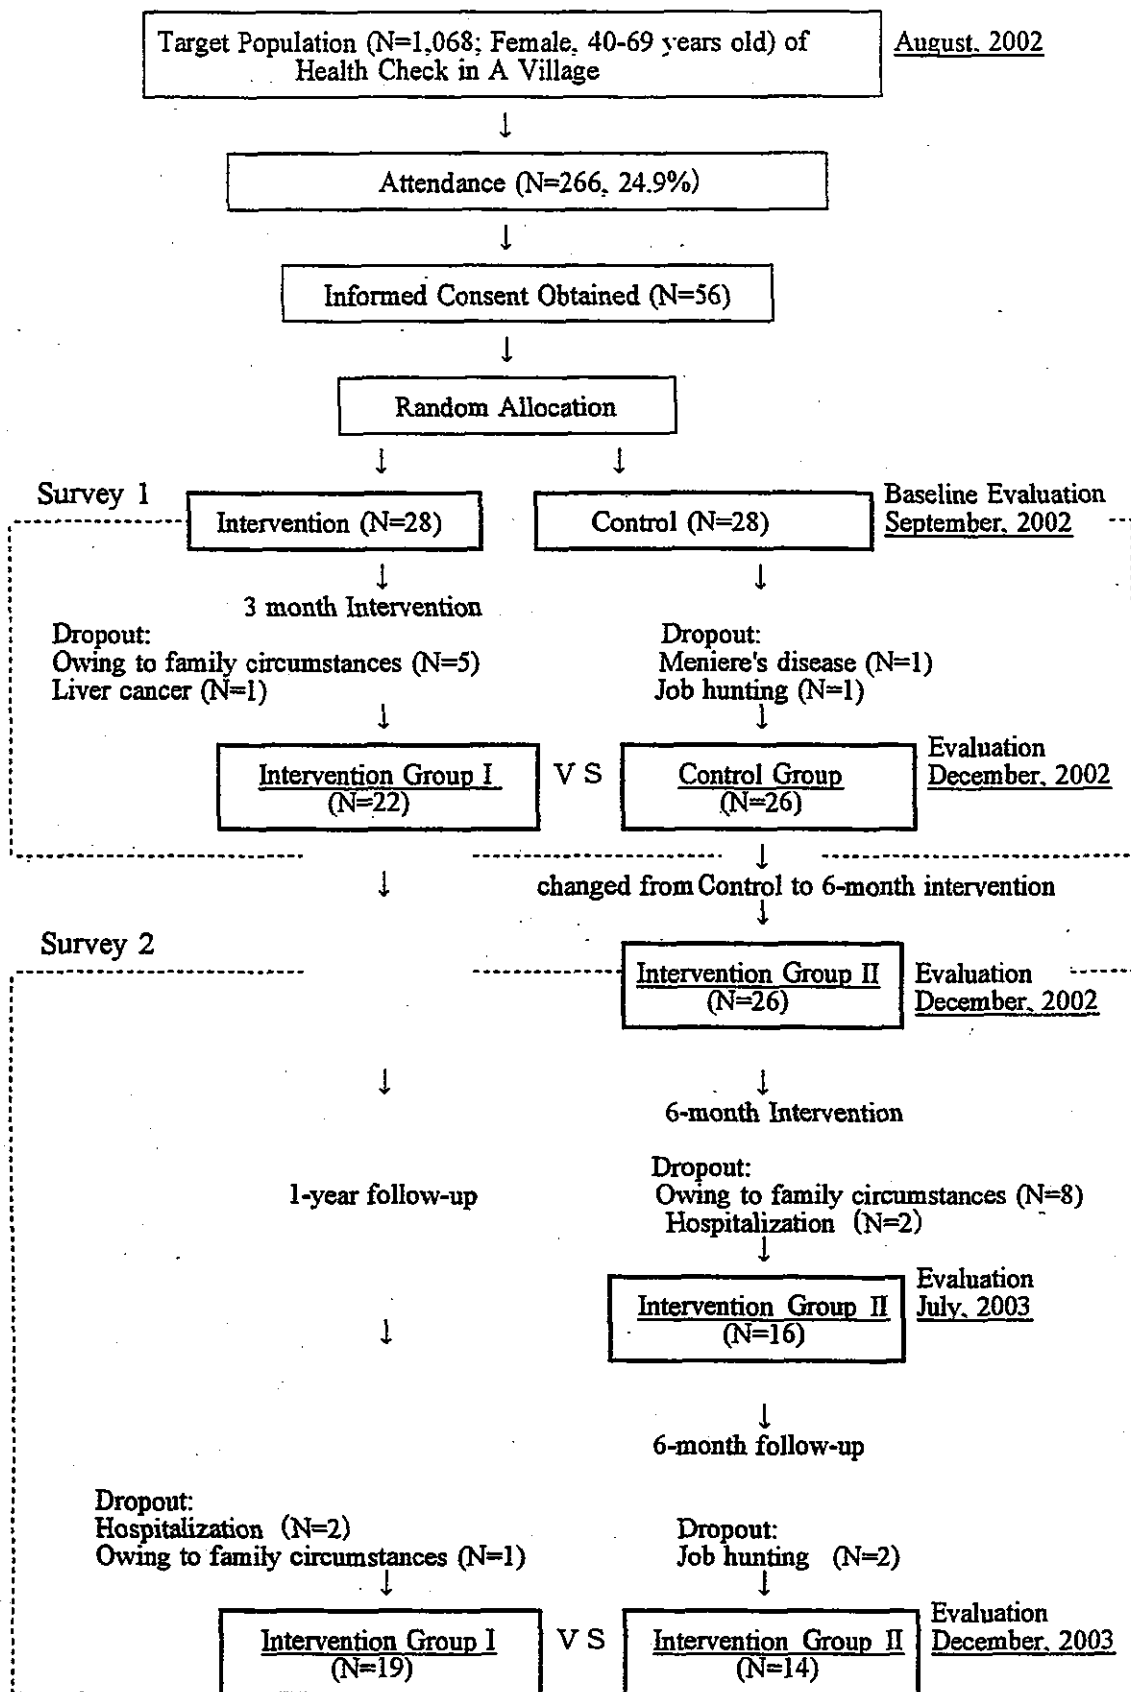 Target Population (N=1,068; Female, 40-69 years old) of
Health Check in A Village
August, 2002
↓
Attendance (N=266, 24.9%)
↓
Informed Consent Obtained (N=56)
↓
Random Allocation
↓ ↓
Survey 1
Intervention (N=28)
Control (N=28)
Baseline Evaluation
September, 2002
↓ ↓
3 month Intervention
Dropout:
Owing to family circumstances (N=5)
Liver cancer (N=1)
Dropout:
Meniere's disease (N=1)
Job hunting (N=1)
↓ ↓
Intervention Group I
(N=22)
V S
Control Group
(N=26)
Evaluation
December, 2002
↓ ↓
changed from Control to 6-month intervention
↓
Survey 2
Intervention Group II
(N=26)
Evaluation
December, 2002
↓ ↓
6-month Intervention
1-year follow-up
Dropout:
Owing to family circumstances (N=8)
Hospitalization (N=2)
↓
Intervention Group II
(N=16)
Evaluation
July, 2003
↓
↓
6-month follow-up
Dropout:
Hospitalization (N=2)
Owing to family circumstances (N=1)
Dropout:
Job hunting (N=2)
↓ ↓
Intervention Group I
(N=19)
V S
Intervention Group II
(N=14)
Evaluation
December, 2003